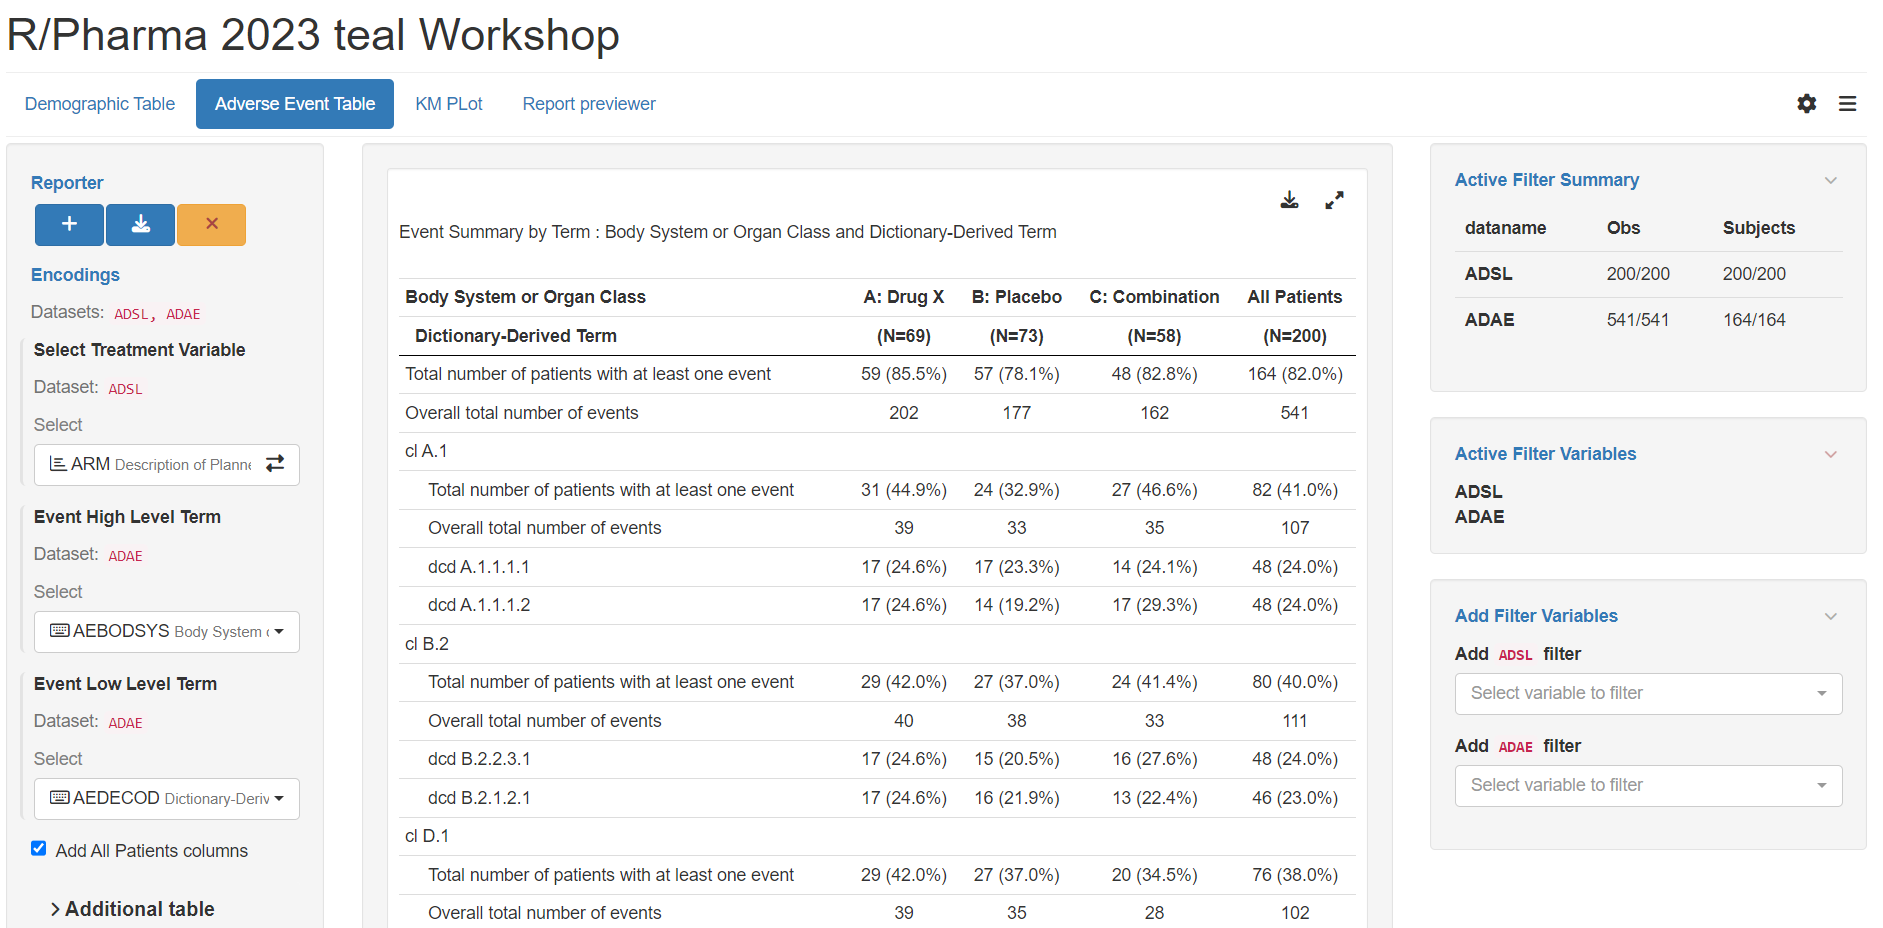 R/Pharma 2023 teal Workshop
Demographic Table Adverse Event Table KM PLot Report previewer
Reporter
Encodings
Datasets: ADSL, ADAE
Select Treatment Variable
Dataset: ADSL
Select
ARM Description of Planne
Event High Level Term
Dataset: ADAE
Select
AEBODSYS Body System
Event Low Level Term
Dataset: ADAE
Select
AEDECOD Dictionary-Deriv
Add All Patients columns
Additional table
Event Summary by Term : Body System or Organ Class and Dictionary-Derived Term
Body System or Organ Class A: Drug X B: Placebo C: Combination All Patients
Dictionary-Derived Term (N=69) (N=73) (N=58) (N=200)
Total number of patients with at least one event 59 (85.5%) 57 (78.1%) 48 (82.8%) 164 (82.0%)
Overall total number of events 202 177 162 541
cl A.1
Total number of patients with at least one event 31 (44.9%) 24 (32.9%) 27 (46.6%) 82 (41.0%)
Overall total number of events 39 33 35 107
dcd A.1.1.1.1 17 (24.6%) 17 (23.3%) 14 (24.1%) 48 (24.0%)
dcd A.1.1.1.2 17 (24.6%) 14 (19.2%) 17 (29.3%) 48 (24.0%)
cl B.2
Total number of patients with at least one event 29 (42.0%) 27 (37.0%) 24 (41.4%) 80 (40.0%)
Overall total number of events 40 38 33 111
dcd B.2.2.3.1 17 (24.6%) 15 (20.5%) 16 (27.6%) 48 (24.0%)
dcd B.2.1.2.1 17 (24.6%) 16 (21.9%) 13 (22.4%) 46 (23.0%)
cl D.1
Total number of patients with at least one event 29 (42.0%) 27 (37.0%) 20 (34.5%) 76 (38.0%)
Overall total number of events 39 35 28 102
Active Filter Summary
dataname Obs Subjects
ADSL 200/200 200/200
ADAE 541/541 164/164
Active Filter Variables
ADSL
ADAE
Add Filter Variables
Add ADSL filter
Select variable to filter
Add ADAE filter
Select variable to filter